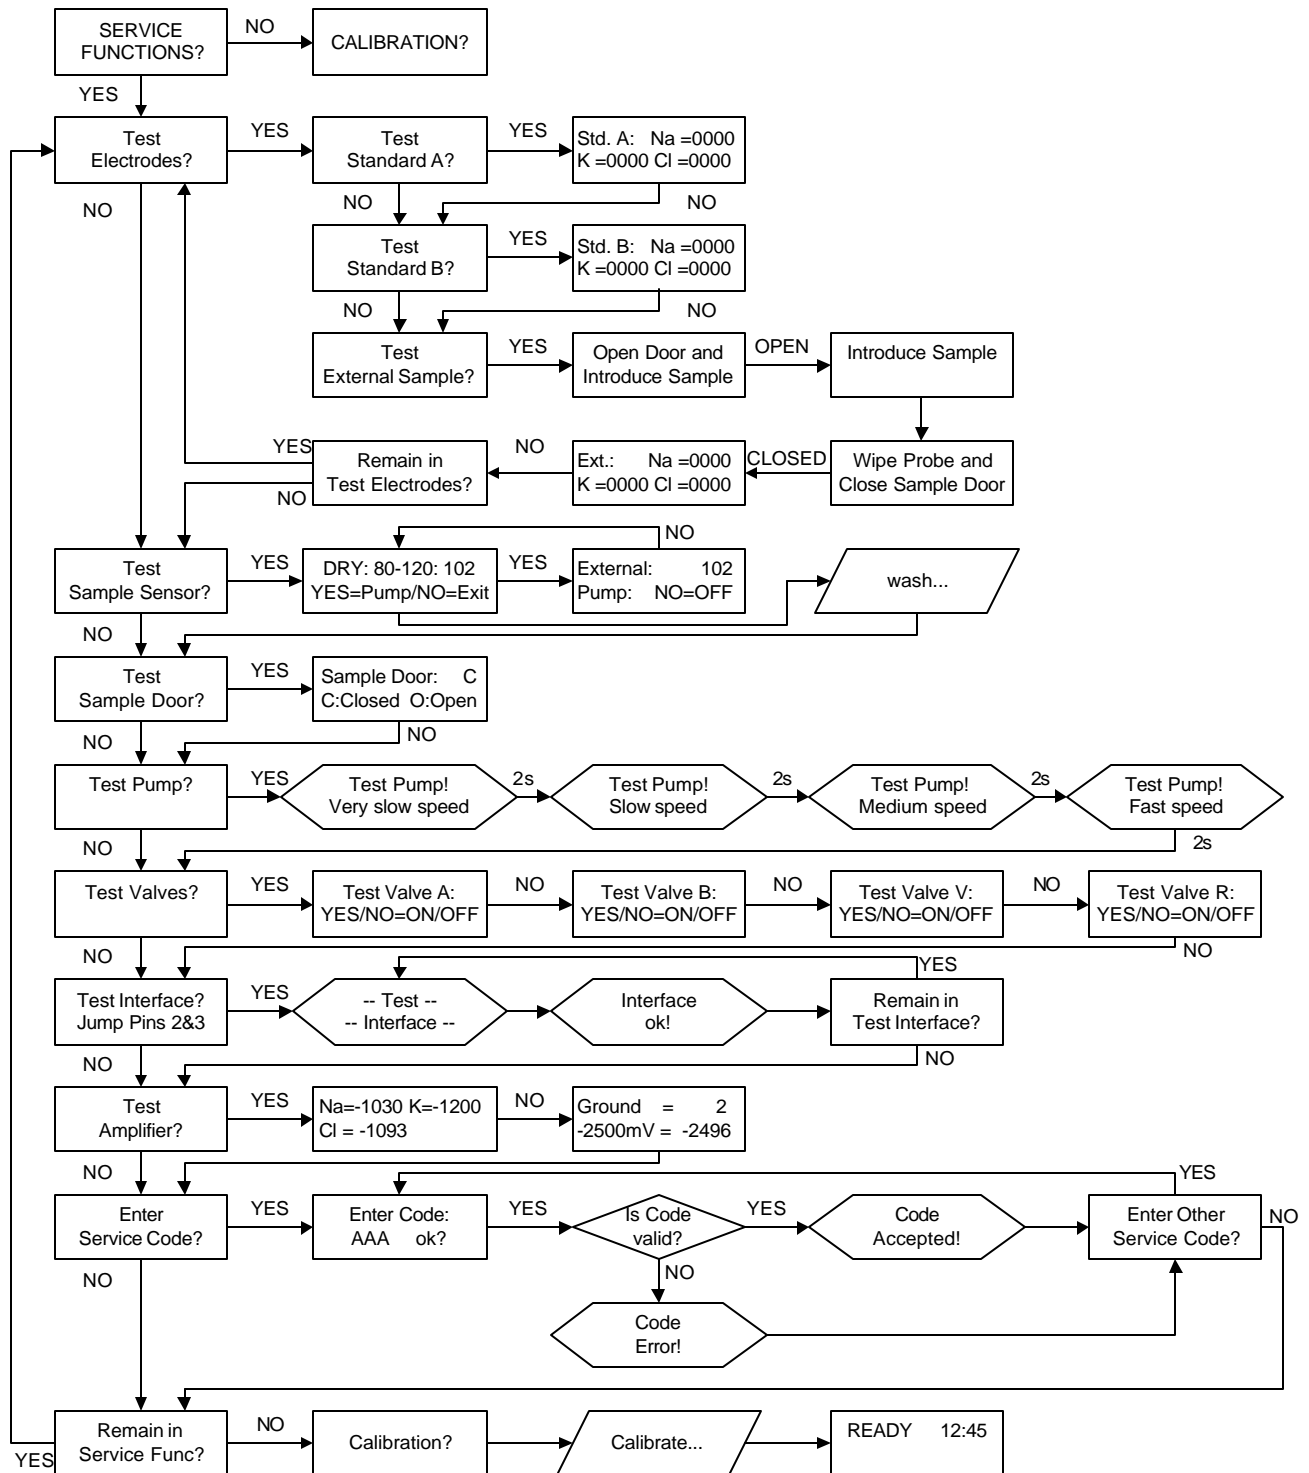 SERVICE
FUNCTIONS?
NO
CALIBRATION?
YES
Test
Electrodes?
YES
Test
Standard A?
YES
Std. A: Na =0000
K =0000 Cl =0000
NO
NO
NO
Test
Standard B?
YES
Std. B: Na =0000
K =0000 Cl =0000
NO
NO
Test
External Sample?
YES
Open Door and
Introduce Sample
OPEN
Introduce Sample
YES
Remain in
Test Electrodes?
NO
NO
Ext.: Na =0000
K =0000 Cl =0000
CLOSED
Wipe Probe and
Close Sample Door
Test
Sample Sensor?
YES
DRY: 80-120: 102
YES=Pump/NO=Exit
YES
NO
External: 102
Pump: NO=OFF
wash...
NO
Test
Sample Door?
YES
Sample Door: C
C:Closed O:Open
NO
NO
Test Pump?
YES
Test Pump!
Very slow speed
2s
Test Pump!
Slow speed
2s
Test Pump!
Medium speed
2s
Test Pump!
Fast speed
2s
NO
Test Valves?
YES
Test Valve A:
YES/NO=ON/OFF
NO
Test Valve B:
YES/NO=ON/OFF
NO
Test Valve V:
YES/NO=ON/OFF
NO
Test Valve R:
YES/NO=ON/OFF
NO
NO
Test Interface?
Jump Pins 2&3
YES
-- Test --
-- Interface --
Interface
ok!
YES
Remain in
Test Interface?
NO
NO
Test
Amplifier?
YES
Na=-1030 K=-1200
Cl = -1093
NO
Ground = 2
-2500mV = -2496
NO
Enter
Service Code?
YES
Enter Code:
AAA ok?
YES
Is Code
valid?
YES
Code
Accepted!
YES
Enter Other
Service Code?
NO
NO
NO
Code
Error!
Remain in
Service Func?
YES
NO
Calibration?
Calibrate...
READY 12:45